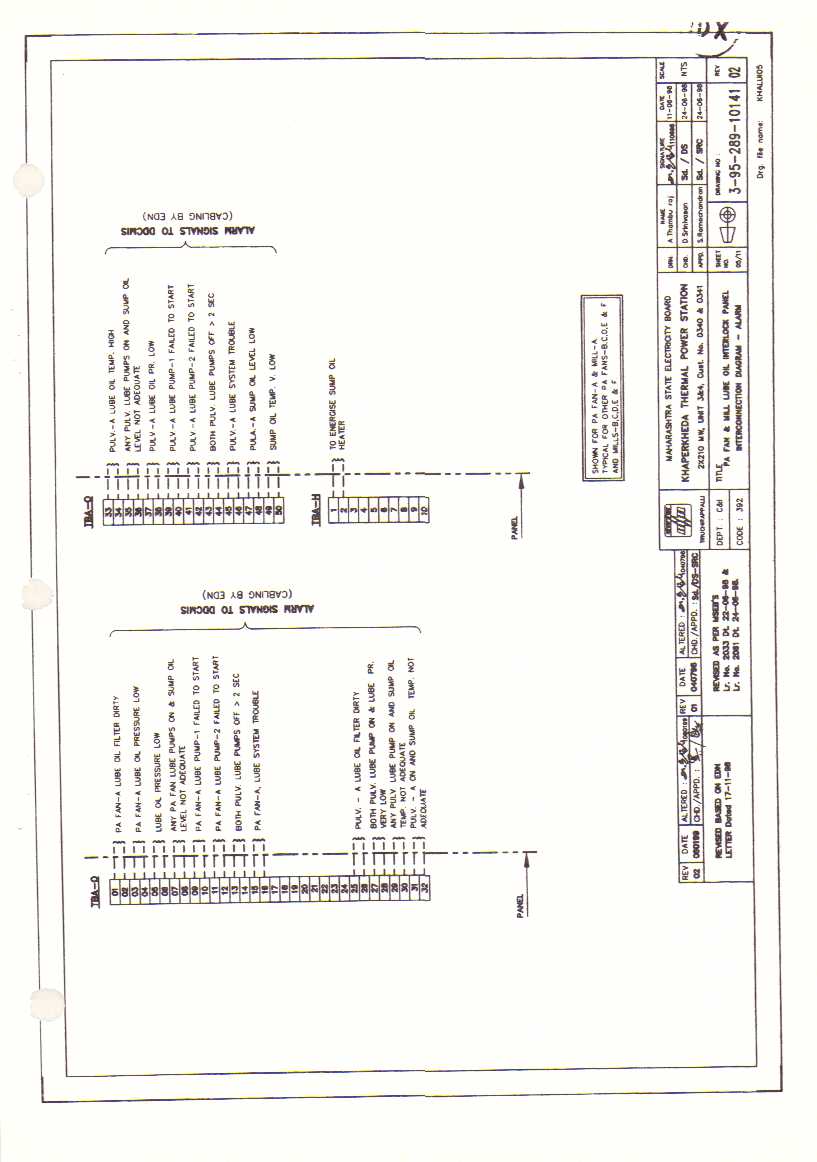 TBA-Q
01
02
03
04
05
06
07
08
09
10
11
12
13
14
15
16
17
18
19
20
21
22
23
24
25
26
27
28
29
30
31
32
PA FAN-A LUBE OIL FILTER DIRTY
PA FAN-A LUBE OIL PRESSURE LOW
LUBE OIL PRESSURE LOW
ANY PA FAN LUBE PUMPS ON & SUMP OIL
LEVEL NOT ADEQUATE
PA FAN-A LUBE PUMP-1 FAILED TO START
PA FAN-A LUBE PUMP-2 FAILED TO START
BOTH PULV. LUBE PUMPS OFF > 2 SEC
PA FAN-A, LUBE SYSTEM TROUBLE
PULV. - A LUBE OIL FILTER DIRTY
BOTH PULV. LUBE PUMP ON & LUBE PR.
VERY LOW
ANY PULV. LUBE PUMP ON AND SUMP OIL
TEMP. NOT ADEQUATE
PULV. - A ON AND SUMP OIL TEMP. NOT
ADEQUATE
ALARM SIGNALS TO DDCMIS
(CABLING BY EDN)
PANEL
TBA-Q
33
34
35
36
37
38
39
40
41
42
43
44
45
46
47
48
49
50
PULV.-A LUBE OIL TEMP. HIGH
ANY PULV. LUBE PUMPS ON AND SUMP OIL
LEVEL NOT ADEQUATE
PULV-A LUBE OIL PR. LOW
PULV-A LUBE PUMP-1 FAILED TO START
PULV-A LUBE PUMP-2 FAILED TO START
BOTH PULV. LUBE PUMPS OFF > 2 SEC
PULV-A LUBE SYSTEM TROUBLE
PULA.-A SUMP OIL LEVEL LOW
SUMP OIL TEMP. V. LOW
ALARM SIGNALS TO DDCMIS
(CABLING BY EDN)
TBA-H
1
2
3
4
5
6
7
8
9
10
TO ENERGISE SUMP OIL
HEATER
PANEL
SHOWN FOR PA FAN-A & MILL-A.
TYPICAL FOR OTHER PA FANS-B,C,D,E & F
AND MILLS-B,C,D,E & F
REV DATE ALTERED :
02 060199 CHD./APPD. :
REVISED BASED ON EDN
LETTER Dated 17-11-98
REV DATE ALTERED : 040798
01 040798 CHD./APPD. : Sd./DS-SRC
REVISED AS PER MSEB'S
Lr. No. 2033 Dt. 22-06-98 &
Lr. No. 2081 Dt. 24-06-98.
TIRUCHIRAPPALLI
DEPT : C&I
CODE : 392
MAHARASHTRA STATE ELECTRICITY BOARD
KHAPERKHEDA THERMAL POWER STATION
2X210 MW, UNIT 3&4, Cust. No. 0340 & 0341
TITLE
PA FAN & MILL LUBE OIL INTERLOCK PANEL
INTERCONNECTION DIAGRAM - ALARM
NAME SIGNATURE DATE SCALE
DRN. A Thambu raj 110698 11-06-98 NTS
CHD. D Srinivasan Sd. / DS 24-06-98
APPD. S.Ramachandran Sd. / SRC 24-06-98
SHEET NO. 05/11
DRAWING NO :
3-95-289-10141
REV
02
Drg. file name: KHALUI05